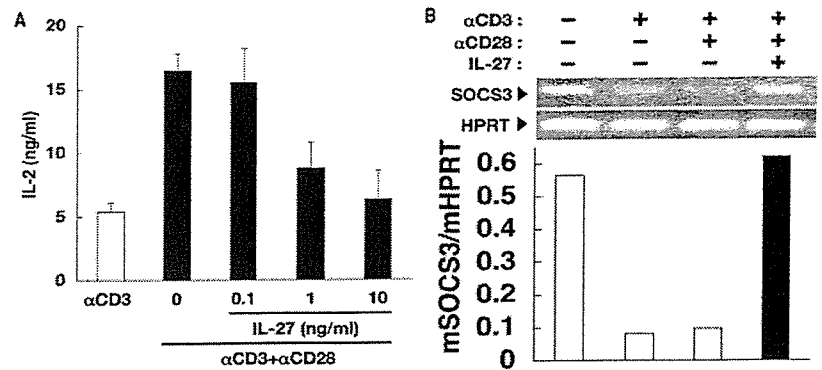 A
IL-2 (ng/ml)
20
15
10
5
0
αCD3 0 0.1 1 10
IL-27 (ng/ml)
αCD3+αCD28
B
αCD3 : − + + +
αCD28 : − − + +
IL-27 : − − − +
SOCS3
HPRT
mSOCS3/mHPRT
0.6
0.5
0.4
0.3
0.2
0.1
0